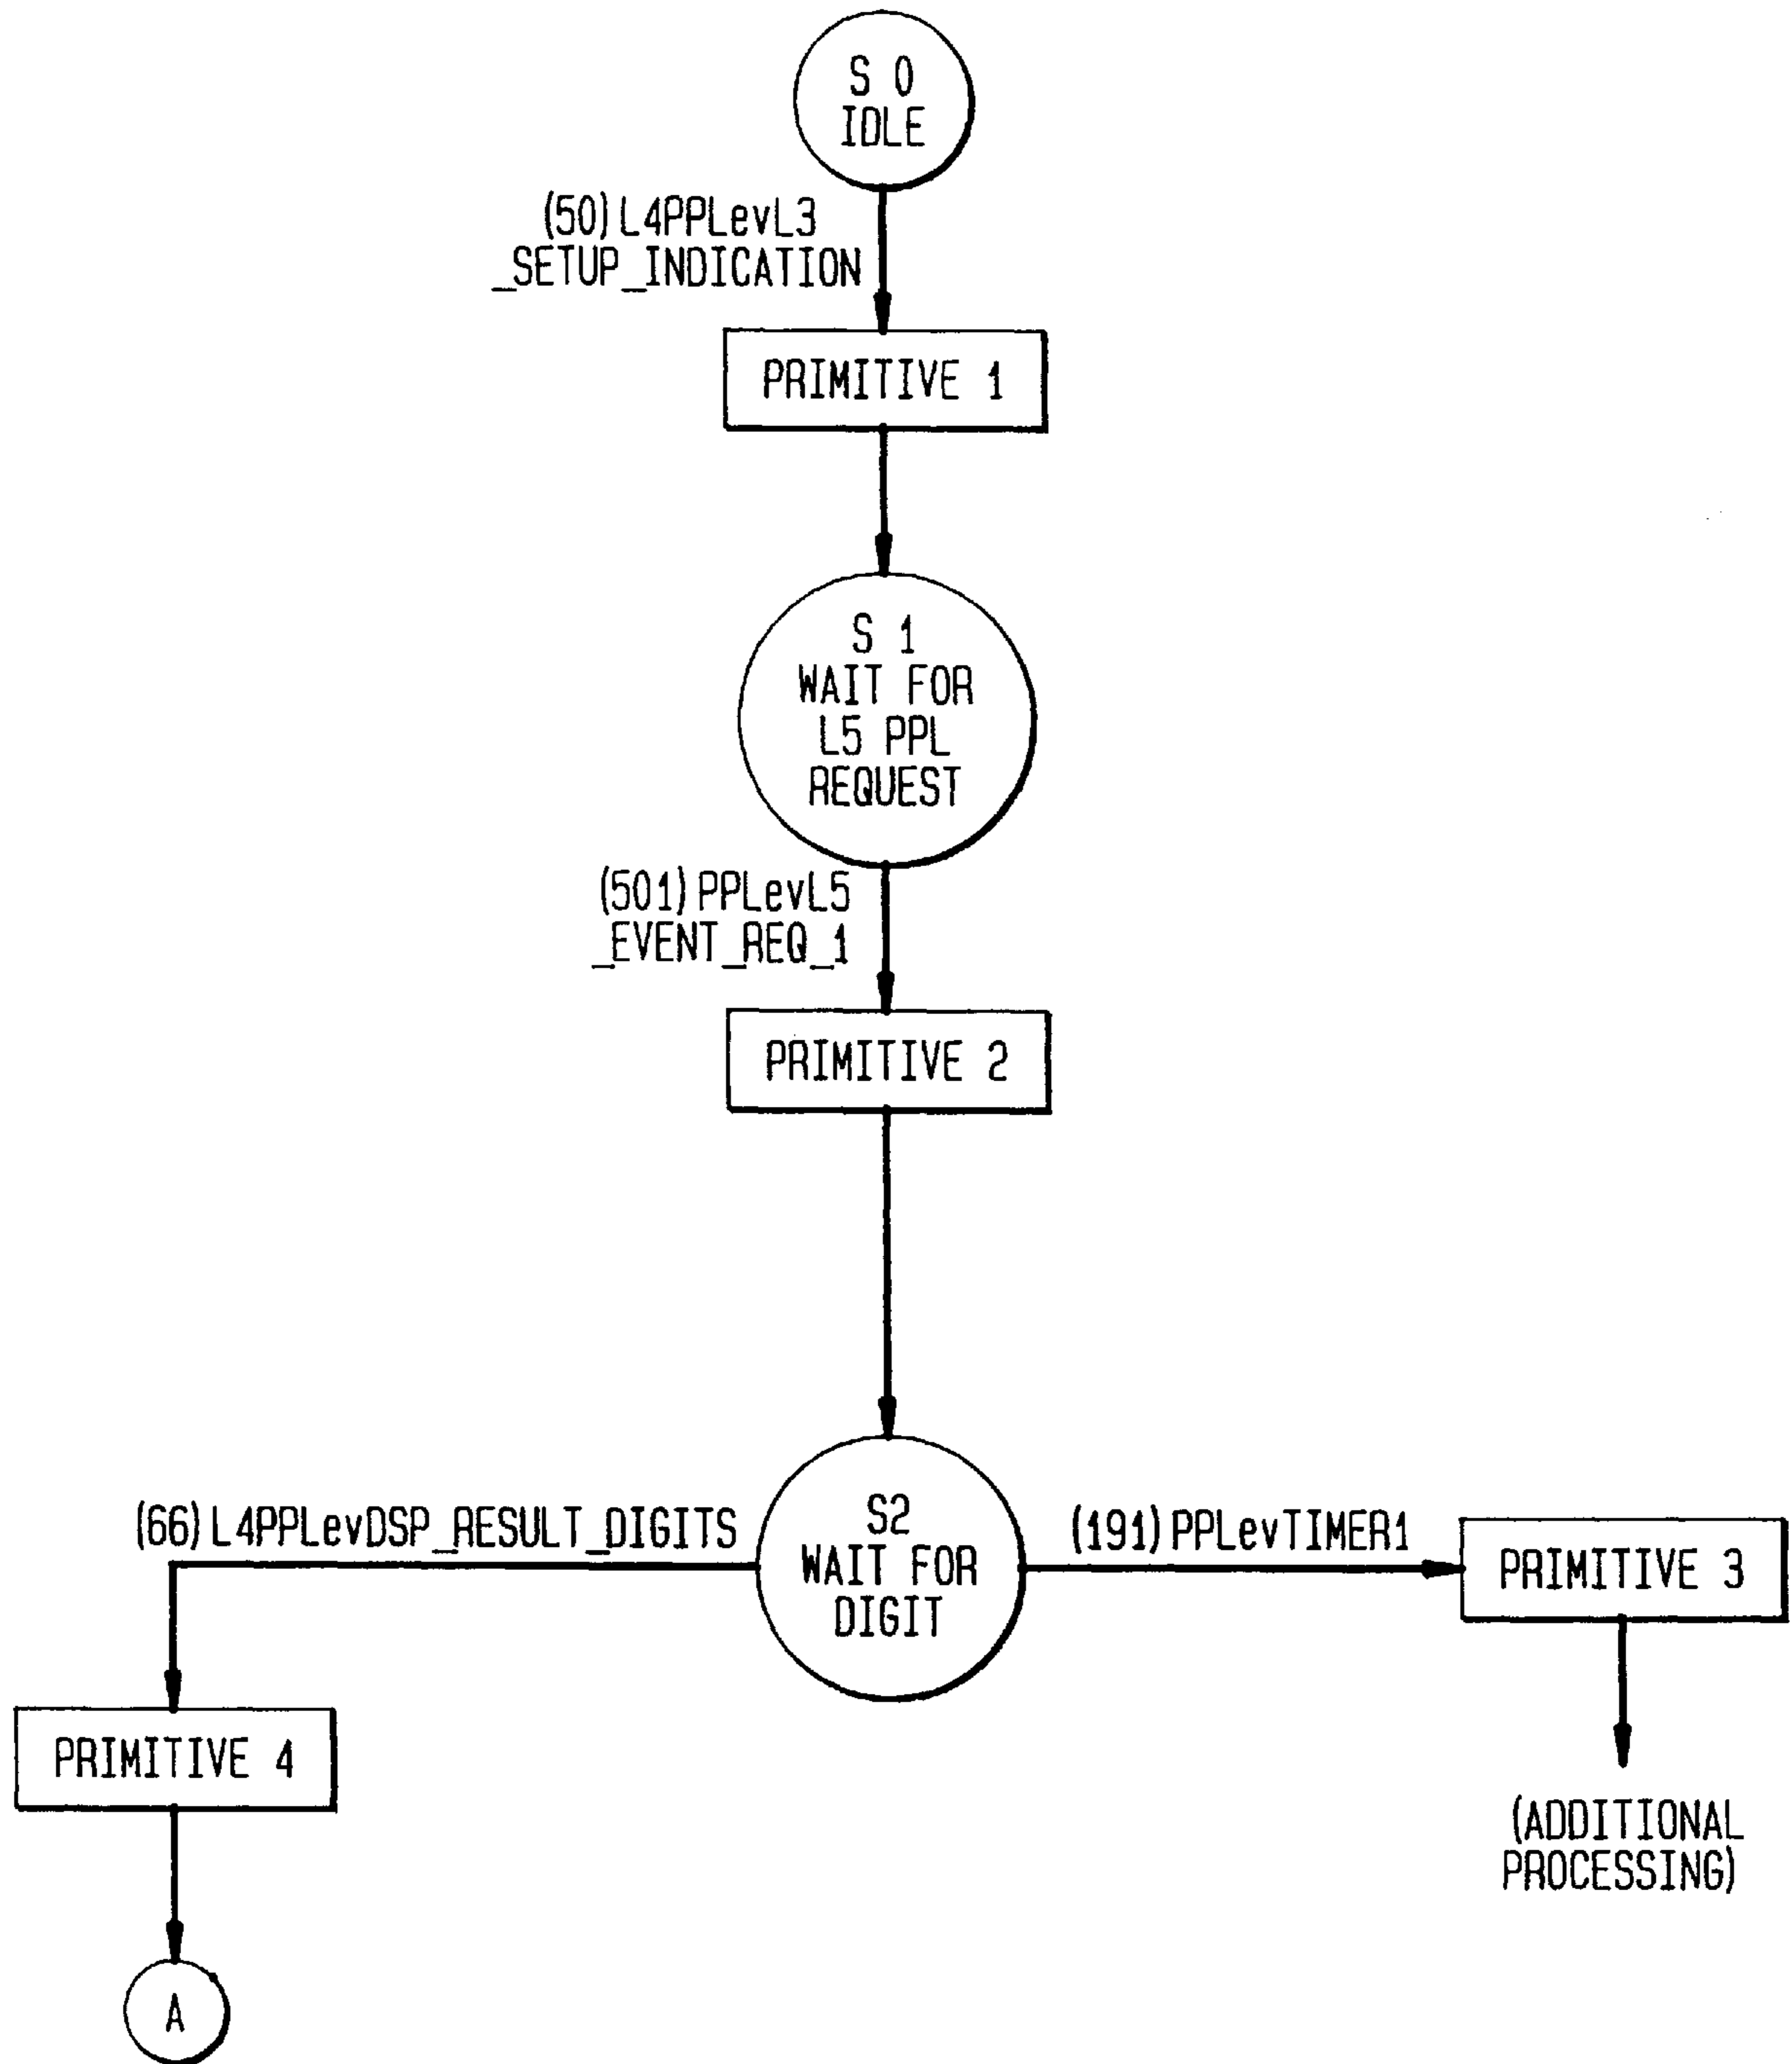 S 0
IDLE
(50) L4PPLevL3
_SETUP_INDICATION
PRIMITIVE 1
S 1
WAIT FOR
L5 PPL
REQUEST
(501) PPLevL5
_EVENT_REQ_1
PRIMITIVE 2
(66) L4PPLevDSP_RESULT_DIGITS
S2
WAIT FOR
DIGIT
(191) PPLevTIMER1
PRIMITIVE 3
PRIMITIVE 4
(ADDITIONAL
PROCESSING)
A